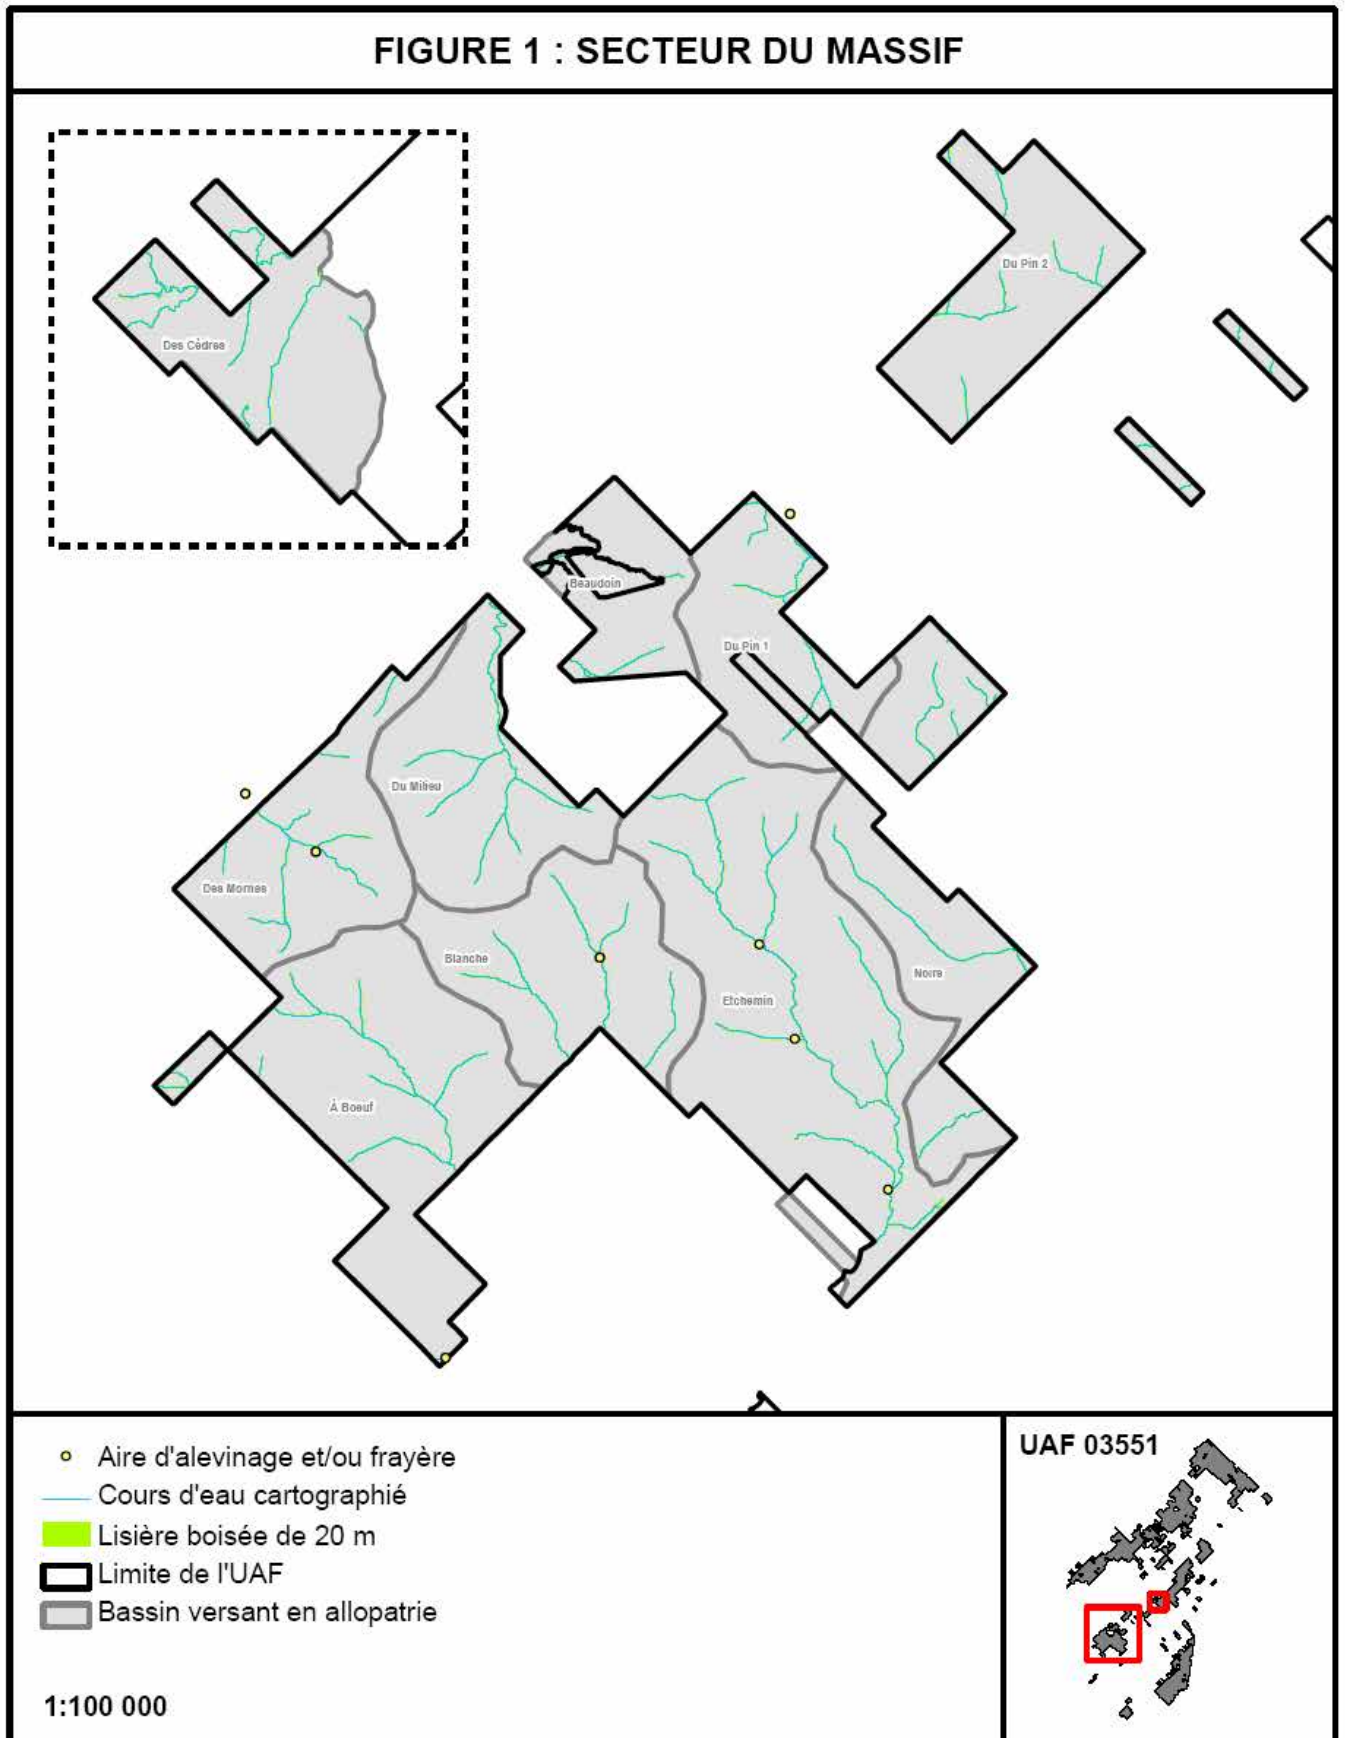 FIGURE 1 : SECTEUR DU MASSIF
Du Pin 2
Des Cèdres
Beaudoin
Du Pin 1
Du Milieu
Des Mornes
Blanche
Noire
Etchemin
À Boeuf
Aire d'alevinage et/ou frayère
Cours d'eau cartographié
Lisière boisée de 20 m
Limite de l'UAF
Bassin versant en allopatrie
1:100 000
UAF 03551